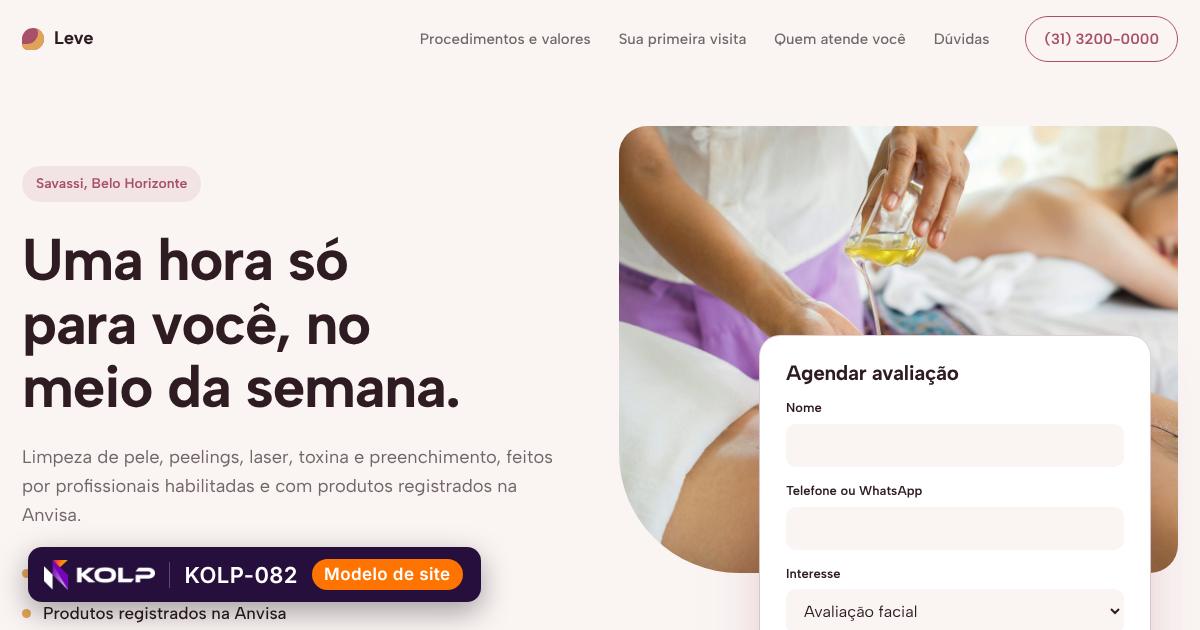 Leve
Procedimentos e valores
Sua primeira visita
Quem atende você
Dúvidas
(31) 3200-0000
Savassi, Belo Horizonte
Uma hora só
para você, no
meio da semana.
Limpeza de pele, peelings, laser, toxina e preenchimento, feitos
por profissionais habilitadas e com produtos registrados na
Anvisa.
KOLP
KOLP-082
Modelo de site
Produtos registrados na Anvisa
Agendar avaliação
Nome
Telefone ou WhatsApp
Interesse
Avaliação facial